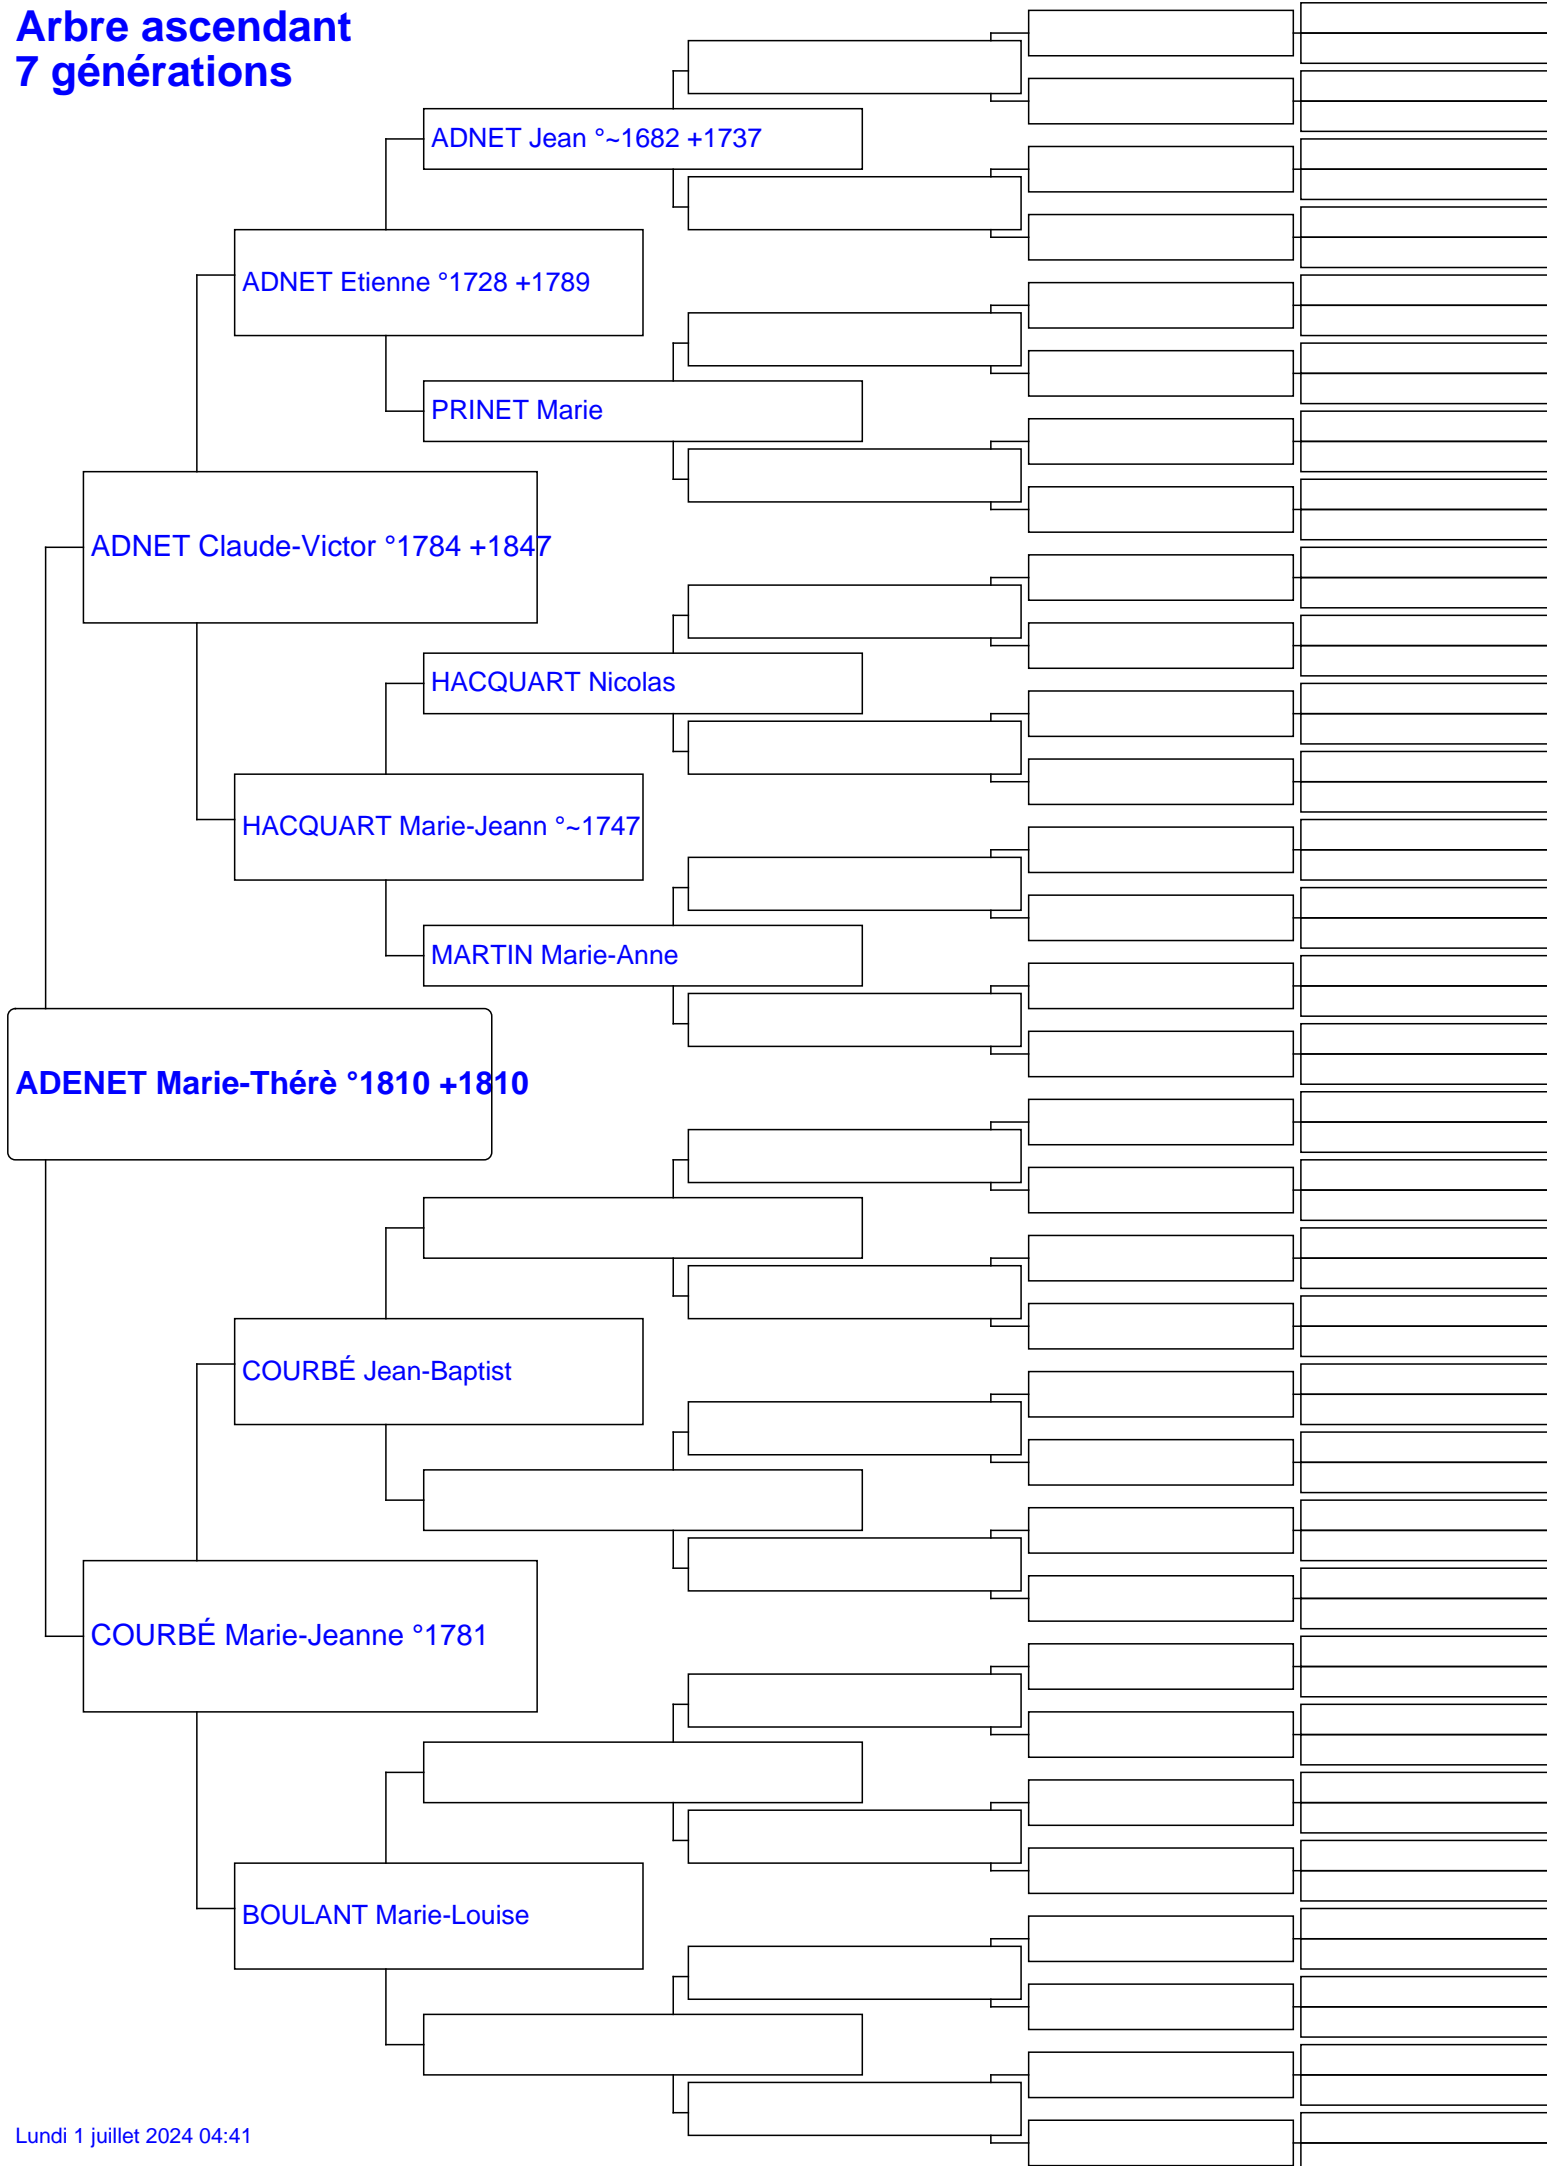 Arbre ascendant
7 générations
ADNET Jean °~1682 +1737
ADNET Etienne °1728 +1789
PRINET Marie
ADNET Claude-Victor °1784 +1847
HACQUART Nicolas
HACQUART Marie-Jeann °~1747
MARTIN Marie-Anne
ADENET Marie-Thérè °1810 +1810
COURBÉ Jean-Baptist
COURBÉ Marie-Jeanne °1781
BOULANT Marie-Louise
Lundi 1 juillet 2024 04:41